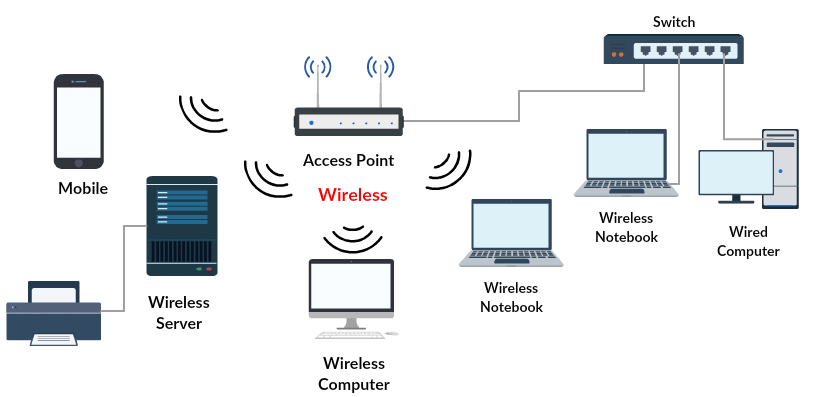 Switch
Access Point
Wireless
Mobile
Wireless
Notebook
Wired
Computer
Wireless
Notebook
Wireless
Server
Wireless
Computer